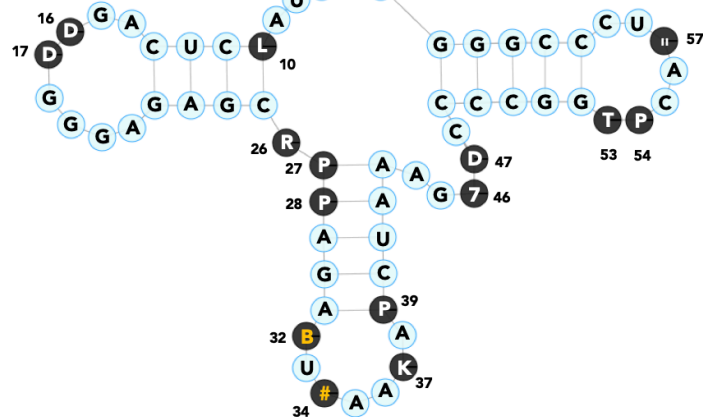 U
A
16 D G A
C U C L
10
17 D
G A G C
G G G A
26 R
27 P A A G 7 46
28 P A
A U
G C
A P 39
32 B A
U K 37
34 # A A
G G G C C C U " 57
A
C C C G G T P C
53 54
C
D 47